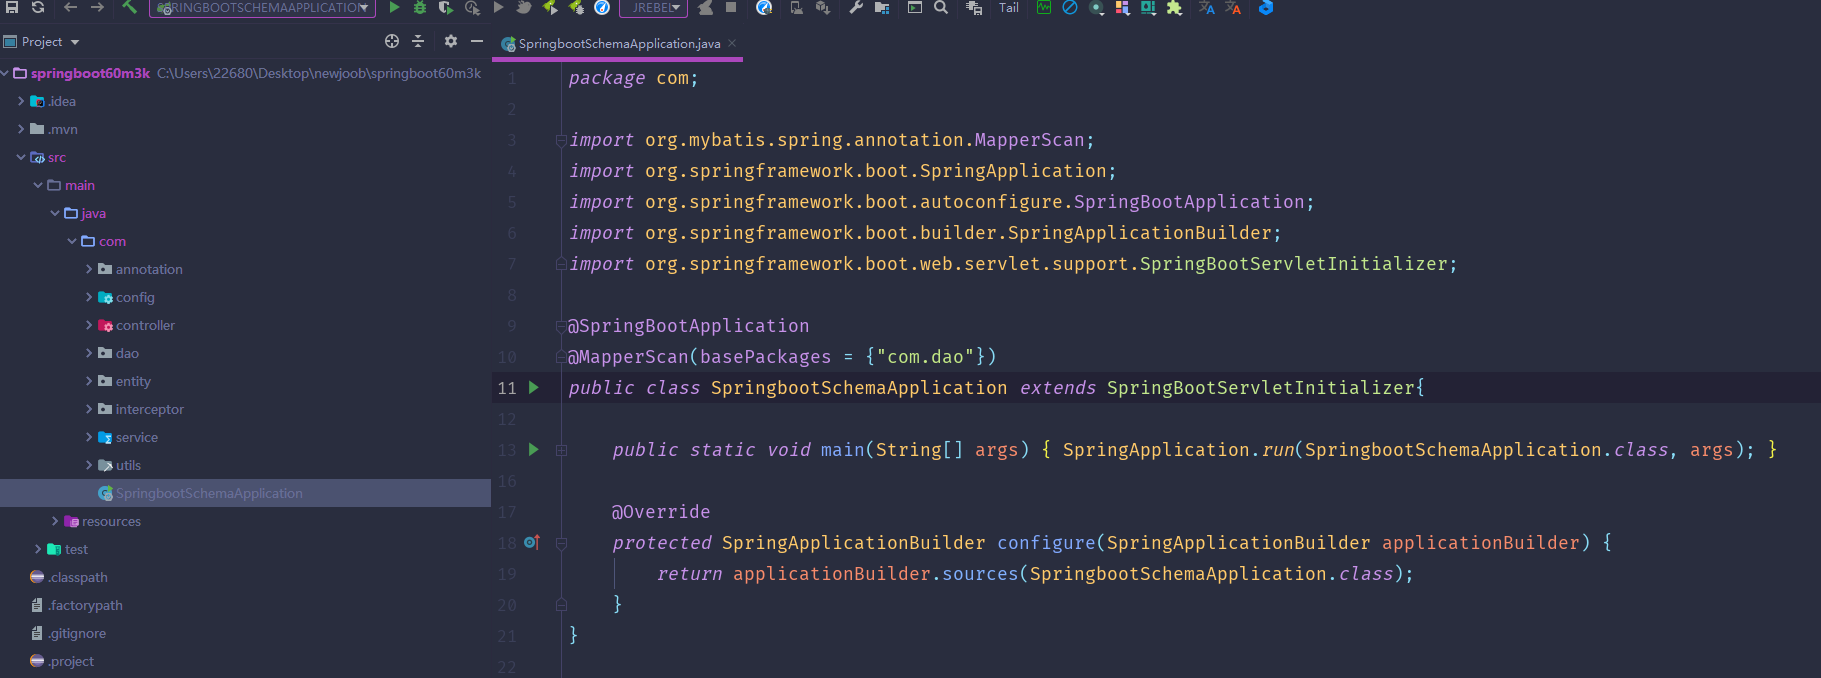 SPRINGBOOTSCHEMAAPPLICATION
JREBEL
Tail
Project
springboot60m3k C:\Users\22680\Desktop\newjoob\springboot60m3k
.idea
.mvn
src
main
java
com
annotation
config
controller
dao
entity
interceptor
service
utils
SpringbootSchemaApplication
resources
test
.classpath
.factorypath
.gitignore
.project
SpringbootSchemaApplication.java
1 package com;
2
3 import org.mybatis.spring.annotation.MapperScan;
4 import org.springframework.boot.SpringApplication;
5 import org.springframework.boot.autoconfigure.SpringBootApplication;
6 import org.springframework.boot.builder.SpringApplicationBuilder;
7 import org.springframework.boot.web.servlet.support.SpringBootServletInitializer;
8
9 @SpringBootApplication
10 @MapperScan(basePackages = {"com.dao"})
11 public class SpringbootSchemaApplication extends SpringBootServletInitializer{
12
13 public static void main(String[] args) { SpringApplication.run(SpringbootSchemaApplication.class, args); }
16
17 @Override
18 protected SpringApplicationBuilder configure(SpringApplicationBuilder applicationBuilder) {
19 return applicationBuilder.sources(SpringbootSchemaApplication.class);
20 }
21 }
22